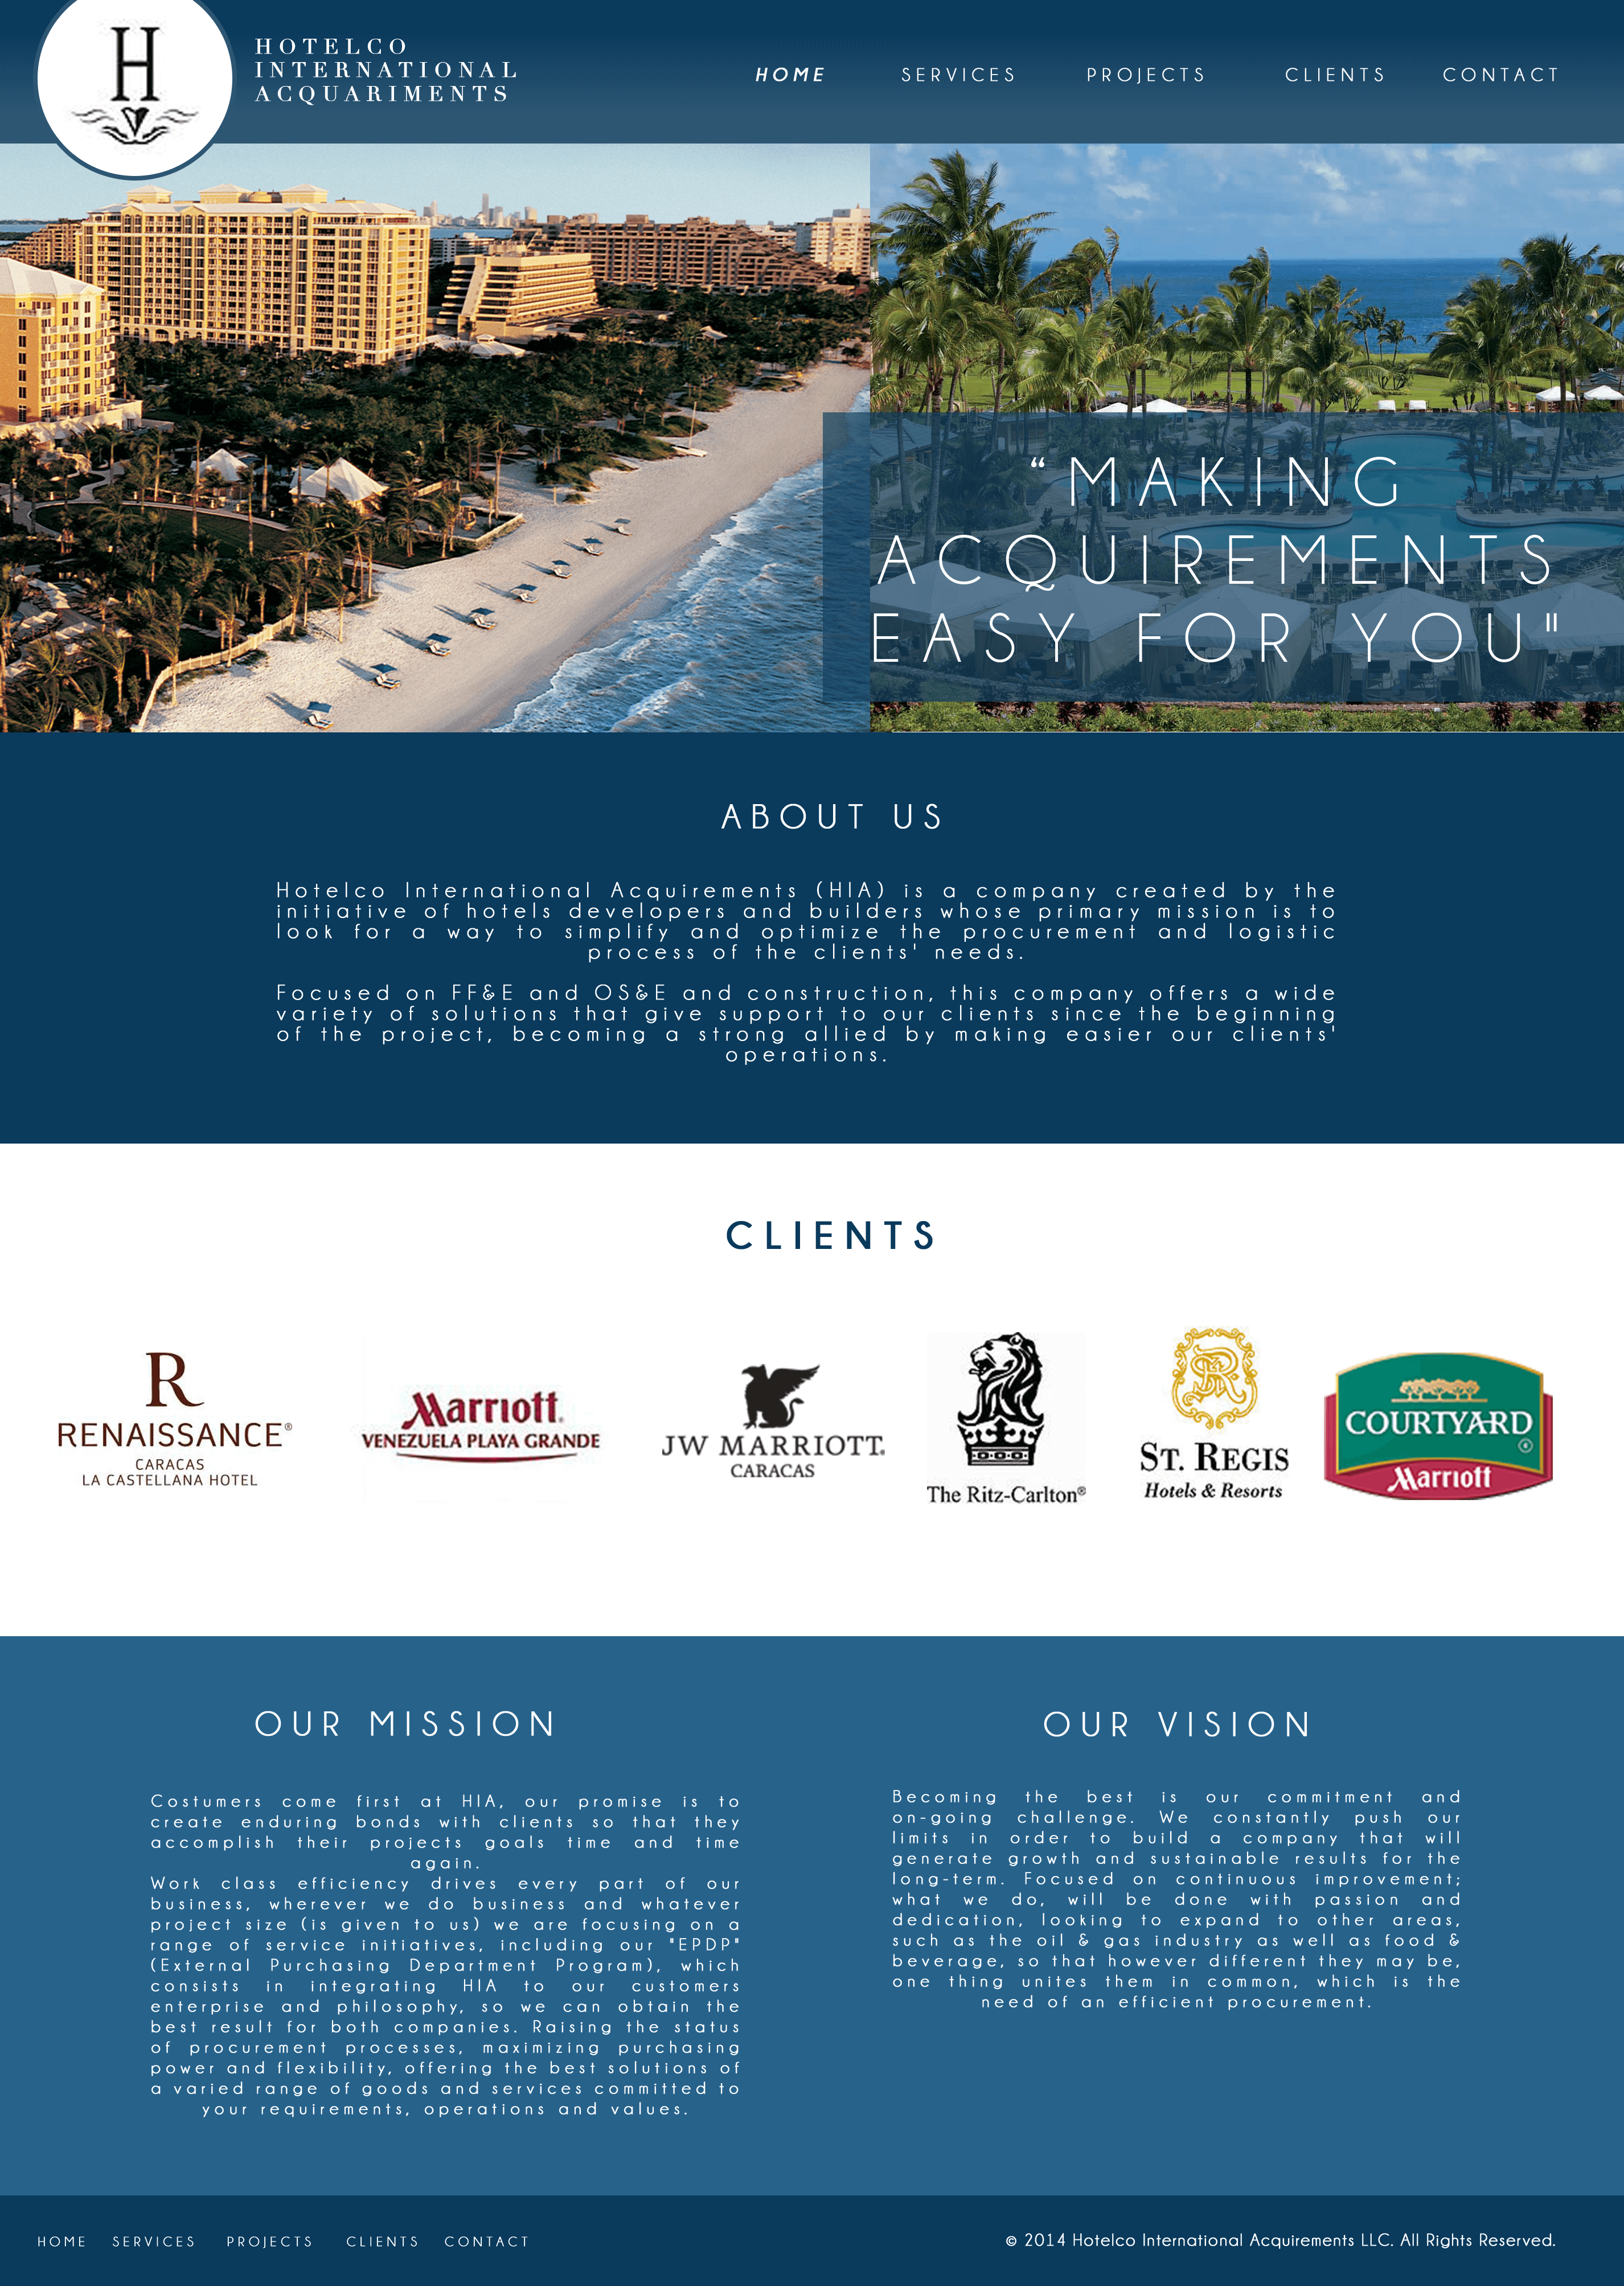 H
HOTELCO
INTERNATIONAL
ACQUARIMENTS
HOME SERVICES PROJECTS CLIENTS CONTACT
“MAKING
ACQUIREMENTS
EASY FOR YOU"
ABOUT US
Hotelco International Acquirements (HIA) is a company created by the
initiative of hotels developers and builders whose primary mission is to
look for a way to simplify and optimize the procurement and logistic
process of the clients' needs.
Focused on FF&E and OS&E and construction, this company offers a wide
variety of solutions that give support to our clients since the beginning
of the project, becoming a strong allied by making easier our clients'
operations.
CLIENTS
R
RENAISSANCE®
CARACAS
LA CASTELLANA HOTEL
Marriott®
VENEZUELA PLAYA GRANDE
JW MARRIOTT®
CARACAS
The Ritz-Carlton®
ST. REGIS
Hotels & Resorts
COURTYARD®
Marriott
OUR MISSION
Costumers come first at HIA, our promise is to
create enduring bonds with clients so that they
accomplish their projects goals time and time
again.
Work class efficiency drives every part of our
business, wherever we do business and whatever
project size (is given to us) we are focusing on a
range of service initiatives, including our "EPDP"
(External Purchasing Department Program), which
consists in integrating HIA to our customers
enterprise and philosophy, so we can obtain the
best result for both companies. Raising the status
of procurement processes, maximizing purchasing
power and flexibility, offering the best solutions of
a varied range of goods and services committed to
your requirements, operations and values.
OUR VISION
Becoming the best is our commitment and
on-going challenge. We constantly push our
limits in order to build a company that will
generate growth and sustainable results for the
long-term. Focused on continuous improvement;
what we do, will be done with passion and
dedication, looking to expand to other areas,
such as the oil & gas industry as well as food &
beverage, so that however different they may be,
one thing unites them in common, which is the
need of an efficient procurement.
HOME SERVICES PROJECTS CLIENTS CONTACT
© 2014 Hotelco International Acquirements LLC. All Rights Reserved.